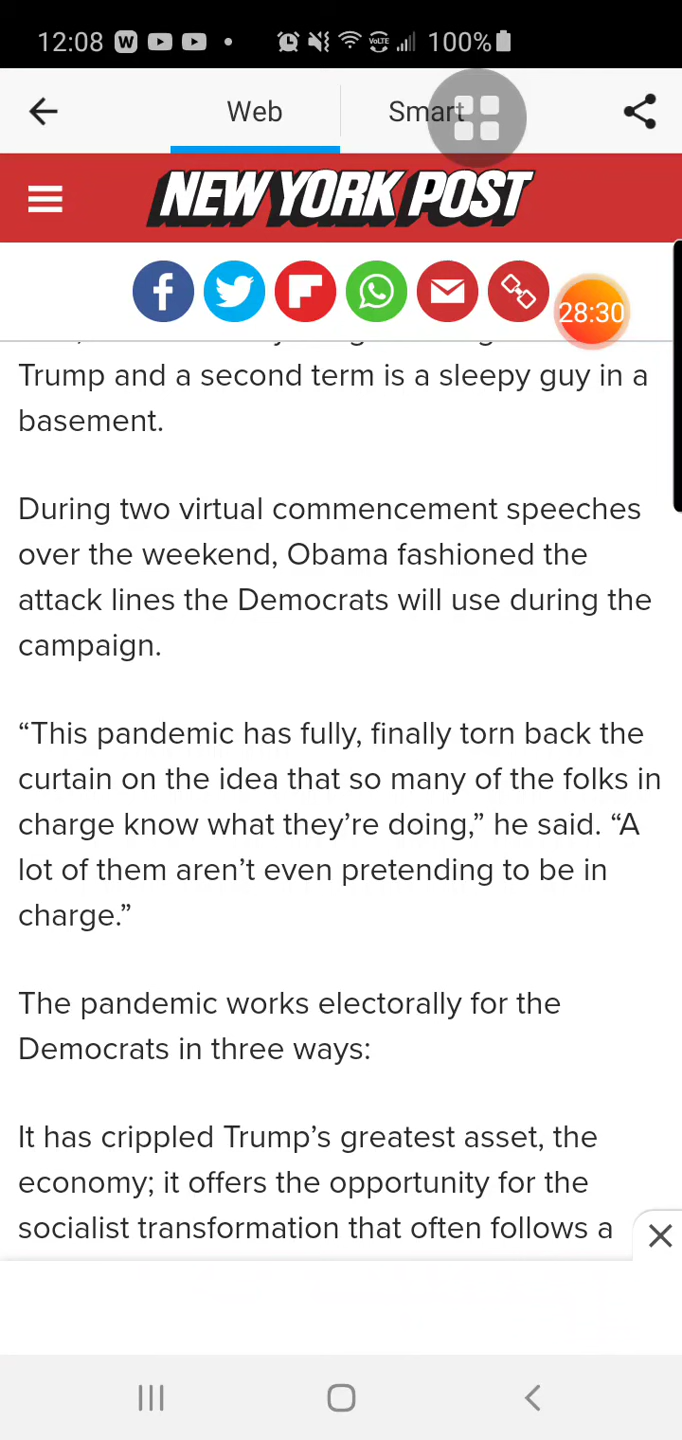 12:08 W VoLTE 100%
Web Smart
NEW YORK POST
28:30
Trump and a second term is a sleepy guy in a
basement.
During two virtual commencement speeches
over the weekend, Obama fashioned the
attack lines the Democrats will use during the
campaign.
“This pandemic has fully, finally torn back the
curtain on the idea that so many of the folks in
charge know what they’re doing,” he said. “A
lot of them aren’t even pretending to be in
charge.”
The pandemic works electorally for the
Democrats in three ways:
It has crippled Trump’s greatest asset, the
economy; it offers the opportunity for the
socialist transformation that often follows a